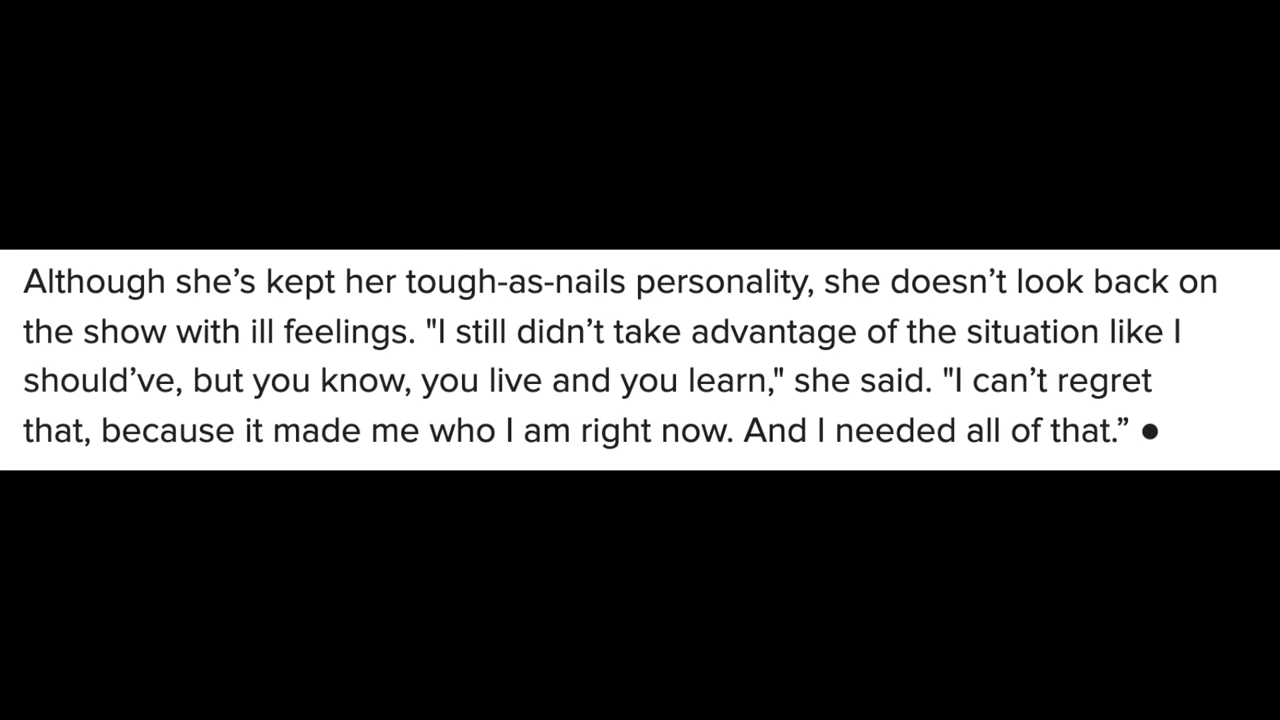 Although she’s kept her tough-as-nails personality, she doesn’t look back on
the show with ill feelings. "I still didn’t take advantage of the situation like I
should’ve, but you know, you live and you learn," she said. "I can’t regret
that, because it made me who I am right now. And I needed all of that.” ●